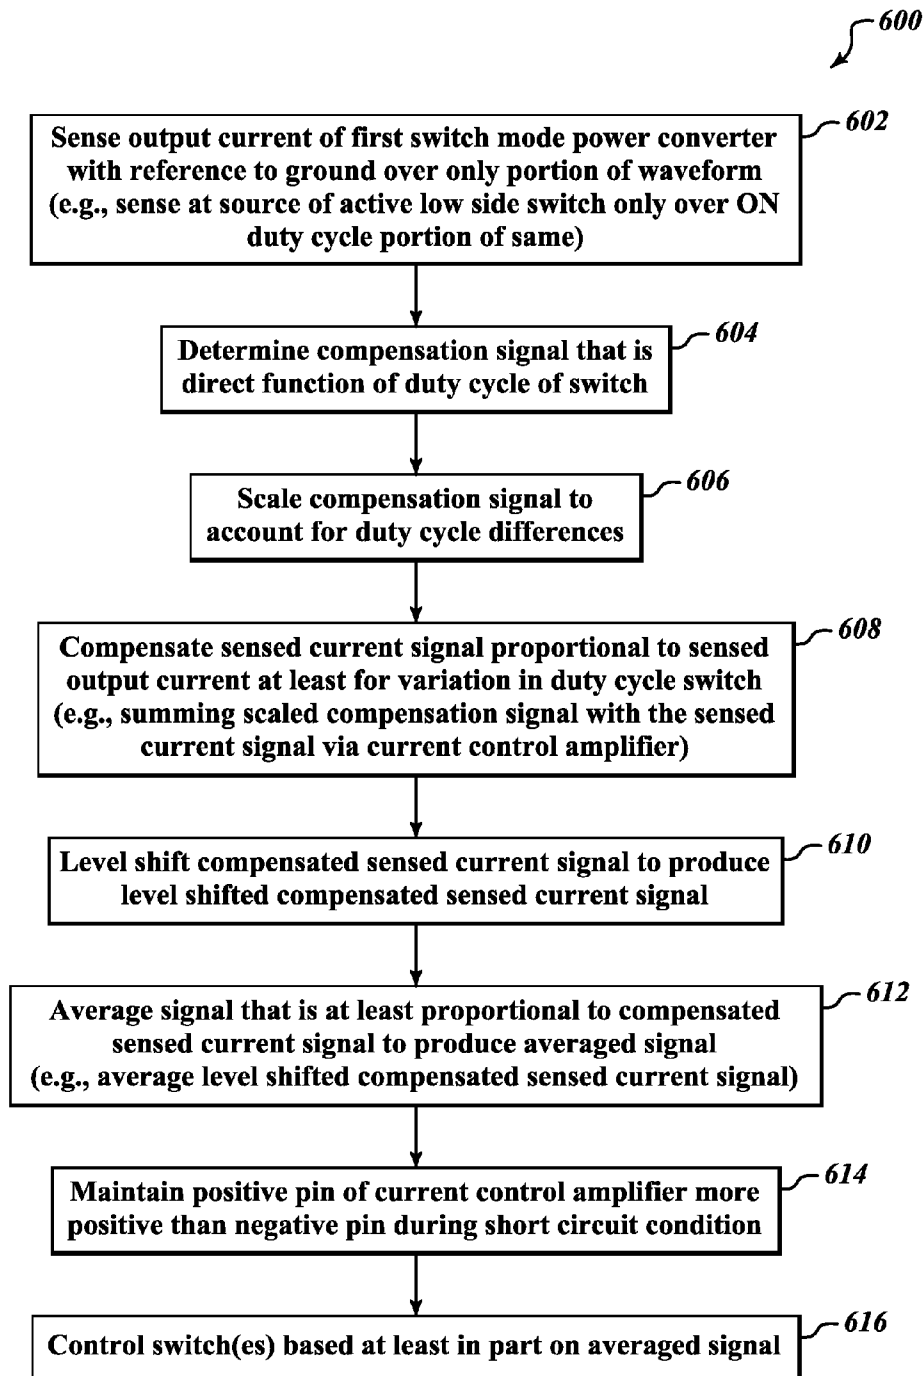 600
602
Sense output current of first switch mode power converter
with reference to ground over only portion of waveform
(e.g., sense at source of active low side switch only over ON
duty cycle portion of same)
604
Determine compensation signal that is
direct function of duty cycle of switch
606
Scale compensation signal to
account for duty cycle differences
608
Compensate sensed current signal proportional to sensed
output current at least for variation in duty cycle switch
(e.g., summing scaled compensation signal with the sensed
current signal via current control amplifier)
610
Level shift compensated sensed current signal to produce
level shifted compensated sensed current signal
612
Average signal that is at least proportional to compensated
sensed current signal to produce averaged signal
(e.g., average level shifted compensated sensed current signal)
614
Maintain positive pin of current control amplifier more
positive than negative pin during short circuit condition
616
Control switch(es) based at least in part on averaged signal